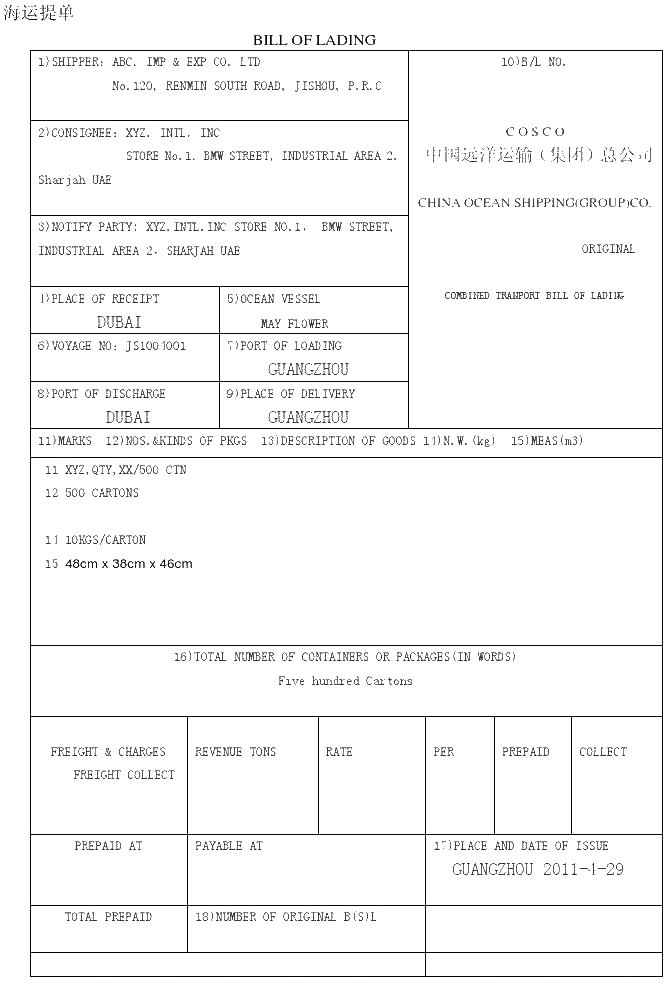 海运提单
BILL OF LADING
1)SHIPPER: ABC. IMP & EXP CO. LTD
No.120, RENMIN SOUTH ROAD, JISHOU, P.R.C
10)B/L NO.
2)CONSIGNEE: XYZ. INTL. INC
STORE No.1. BMW STREET, INDUSTRIAL AREA 2.
Sharjah UAE
COSCO
中国远洋运输（集团）总公司
CHINA OCEAN SHIPPING(GROUP)CO.
3)NOTIFY PARTY: XYZ.INTL.INC STORE NO.1, BMW STREET,
INDUSTRIAL AREA 2, SHARJAH UAE
ORIGINAL
COMBINED TRANPORT BILL OF LADING
4)PLACE OF RECEIPT
DUBAI
5)OCEAN VESSEL
MAY FLOWER
6)VOYAGE NO: JS1004001
7)PORT OF LOADING
GUANGZHOU
8)PORT OF DISCHARGE
DUBAI
9)PLACE OF DELIVERY
GUANGZHOU
11)MARKS 12)NOS.&KINDS OF PKGS 13)DESCRIPTION OF GOODS 14)N.W.(kg) 15)MEAS(m3)
11 XYZ,QTY,XX/500 CTN
12 500 CARTONS
14 10KGS/CARTON
15 48cm x 38cm x 46cm
16)TOTAL NUMBER OF CONTAINERS OR PACKAGES(IN WORDS)
Five hundred Cartons
FREIGHT & CHARGES
FREIGHT COLLECT
REVENUE TONS
RATE
PER
PREPAID
COLLECT
PREPAID AT
PAYABLE AT
17)PLACE AND DATE OF ISSUE
GUANGZHOU 2011-4-29
TOTAL PREPAID
18)NUMBER OF ORIGINAL B(S)L